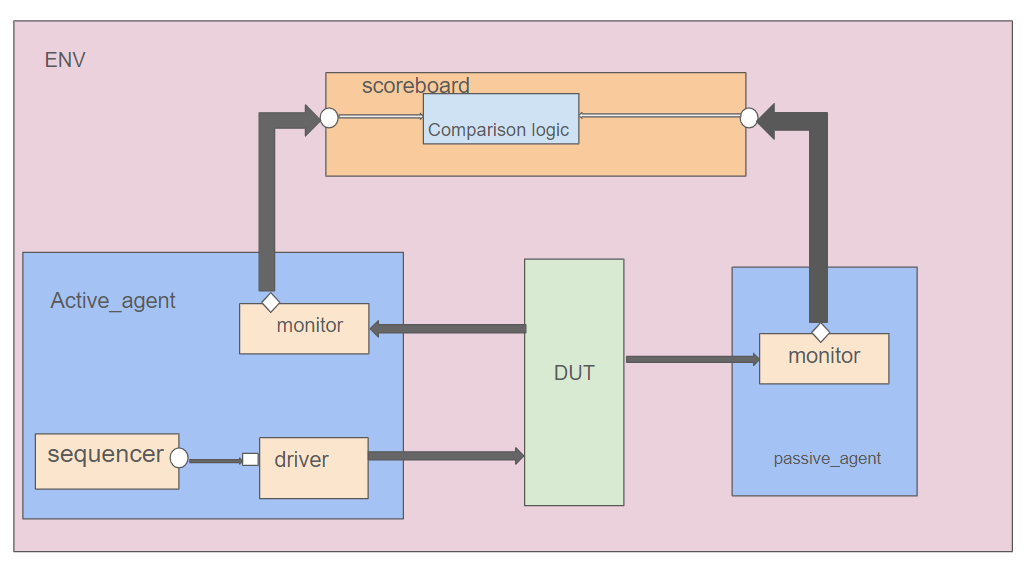 ENV
scoreboard
Comparison logic
Active_agent
monitor
DUT
monitor
sequencer
driver
passive_agent